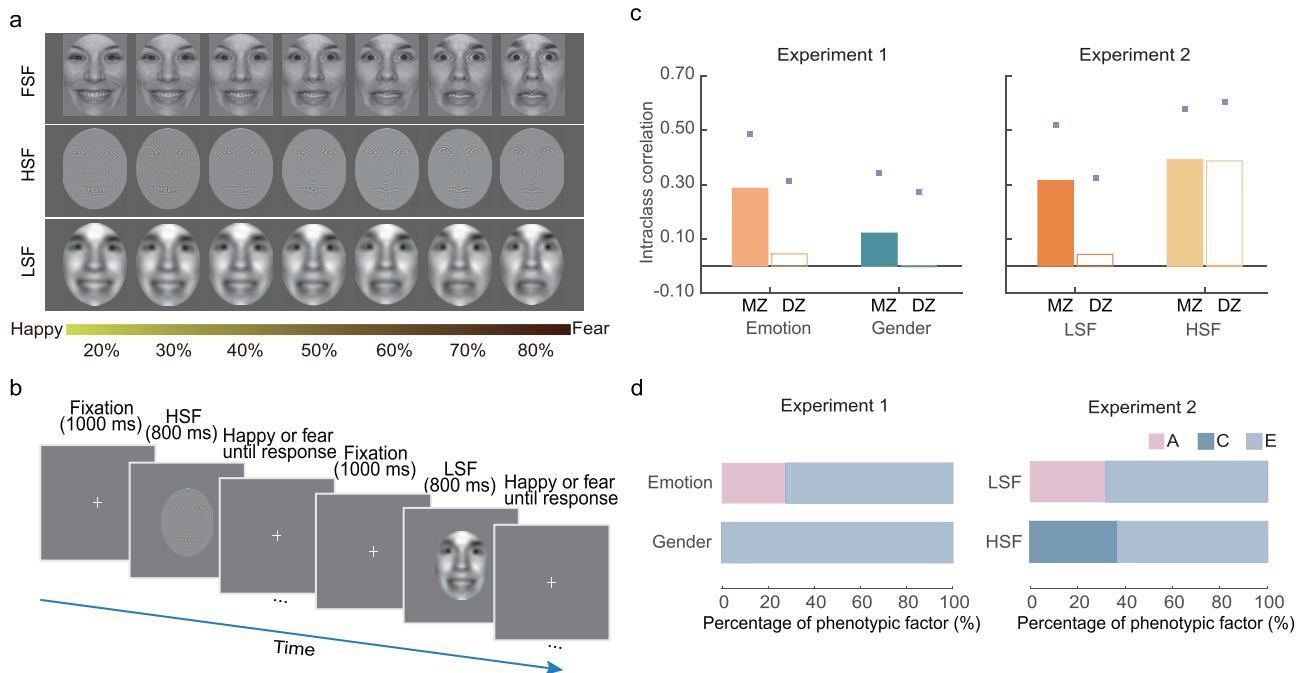 a
FSF
HSF
LSF
Happy
Fear
20% 30% 40% 50% 60% 70% 80%
b
Fixation
(1000 ms)
HSF
(800 ms)
Happy or fear
until response
...
Fixation
(1000 ms)
LSF
(800 ms)
Happy or fear
until response
...
Time
c
Experiment 1
Intraclass correlation
0.70
0.50
0.30
0.10
-0.10
MZ DZ MZ DZ
Emotion Gender
Experiment 2
MZ DZ MZ DZ
LSF HSF
d
Experiment 1
Emotion
Gender
0 20 40 60 80 100
Percentage of phenotypic factor (%)
Experiment 2
A C E
LSF
HSF
0 20 40 60 80 100
Percentage of phenotypic factor (%)